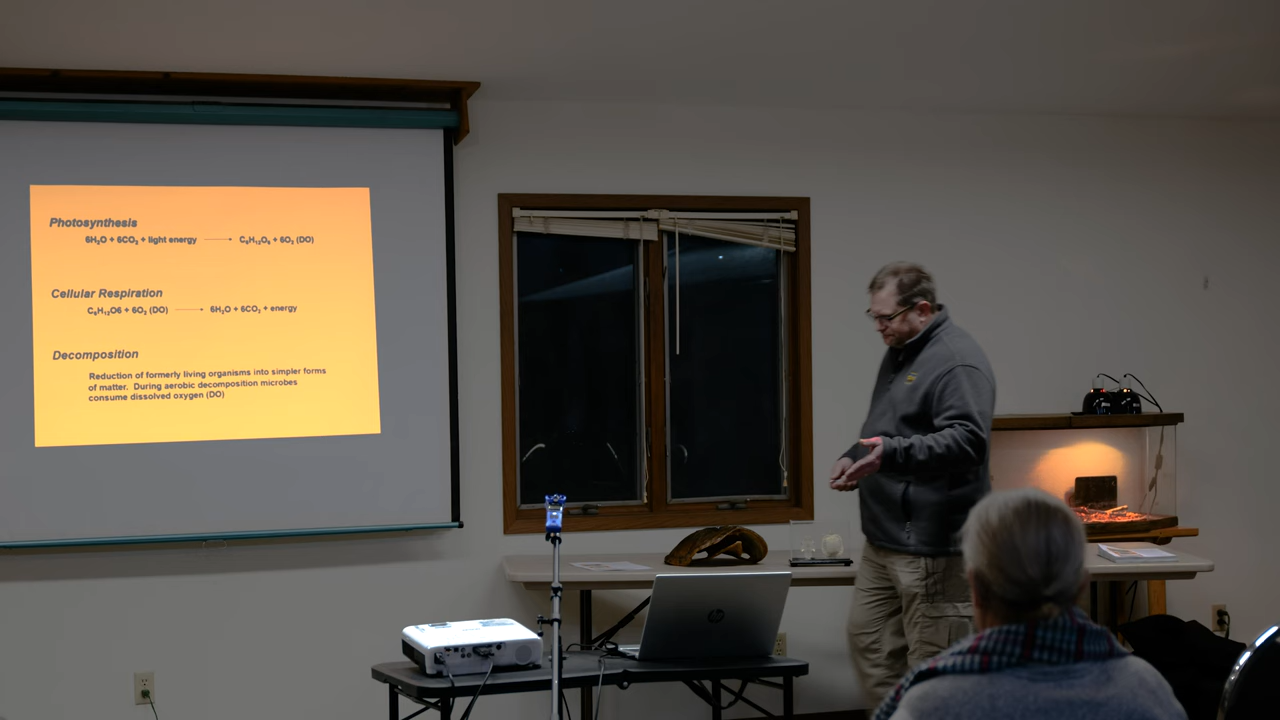 Photosynthesis
6H₂O + 6CO₂ + light energy → C₆H₁₂O₆ + 6O₂ (DO)
Cellular Respiration
C₆H₁₂O6 + 6O₂ (DO) → 6H₂O + 6CO₂ + energy
Decomposition
Reduction of formerly living organisms into simpler forms
of matter. During aerobic decomposition microbes
consume dissolved oxygen (DO)
hp